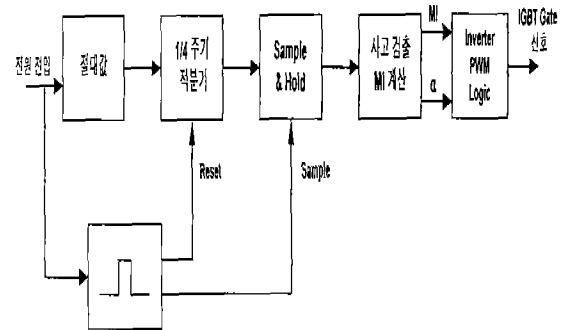 전원 전압
절대값
1/4 주기
적분기
Sample
& Hold
사고 검출
MI 계산
MI
α
Inverter
PWM
Logic
IGBT Gate
신호
Reset
Sample